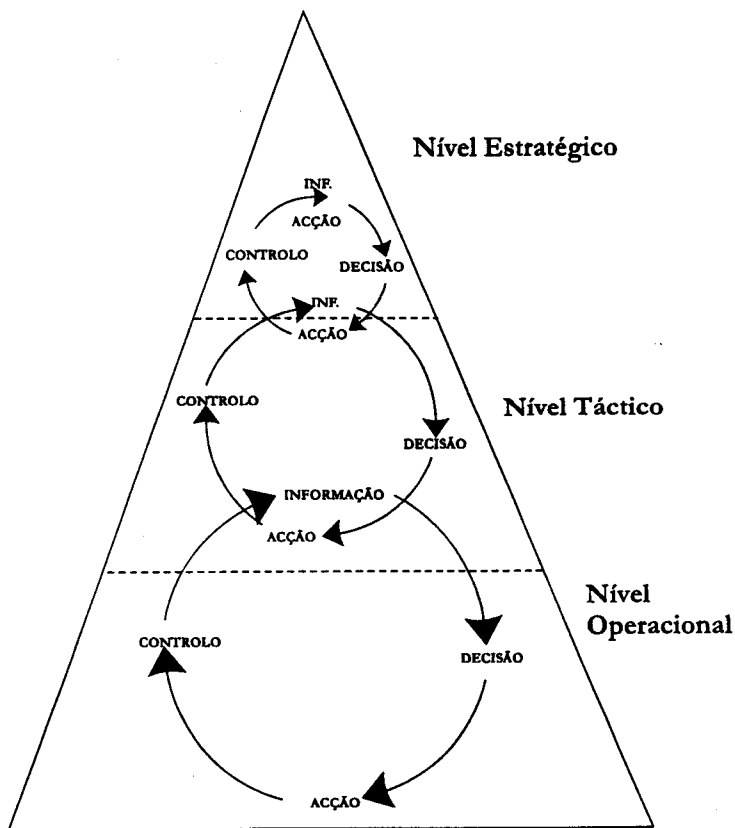 Nível Estratégico
INF.
ACÇÃO
CONTROLO
DECISÃO
INF.
ACÇÃO
CONTROLO
Nível Táctico
DECISÃO
INFORMAÇÃO
ACÇÃO
Nível
Operacional
CONTROLO
DECISÃO
ACÇÃO